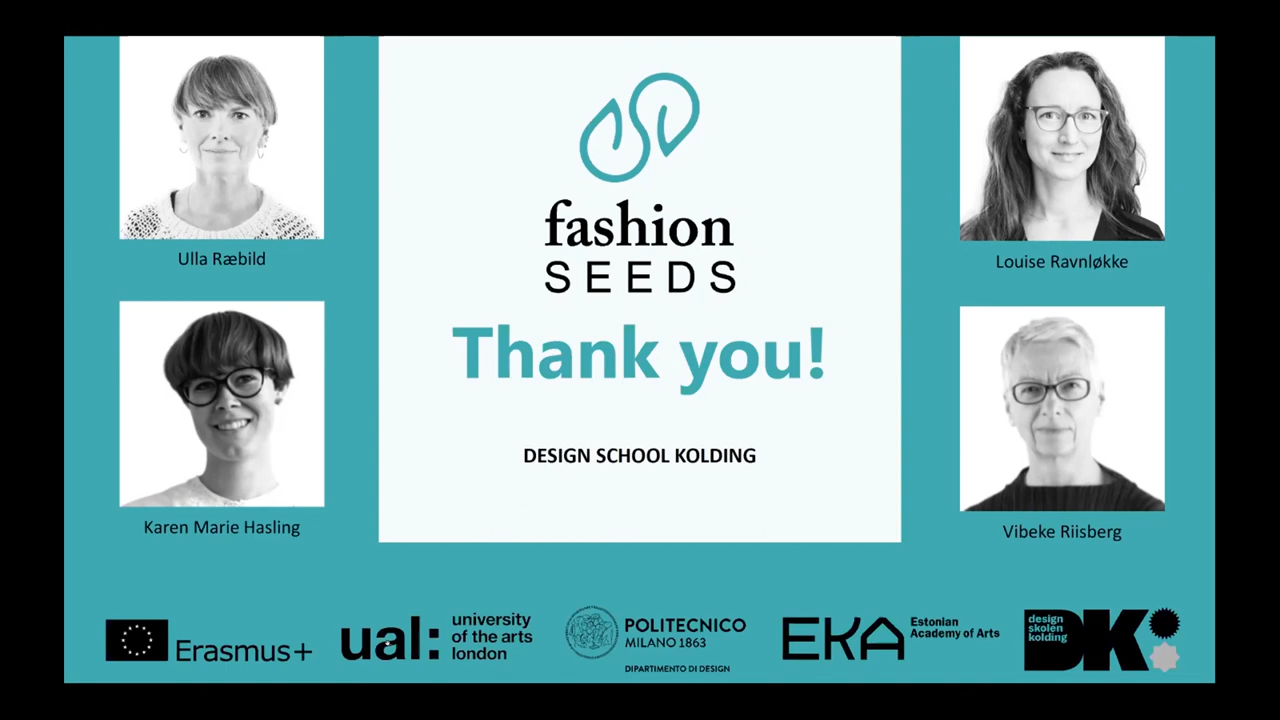 Ulla Ræbild
Karen Marie Hasling
fashion
SEEDS
Thank you!
DESIGN SCHOOL KOLDING
Louise Ravnløkke
Vibeke Riisberg
Erasmus+
ual:
university
of the arts
london
POLITECNICO
MILANO 1863
DIPARTIMENTO DI DESIGN
EKA
Estonian
Academy of Arts
design
skolen
kolding
DK: